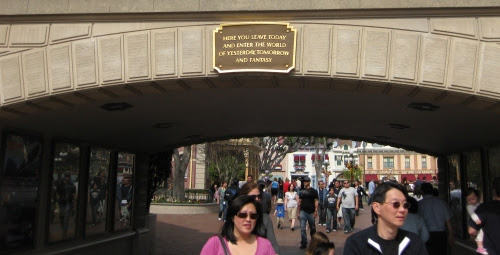 HERE YOU LEAVE TODAY
AND ENTER THE WORLD
OF YESTERDAY, TOMORROW
AND FANTASY